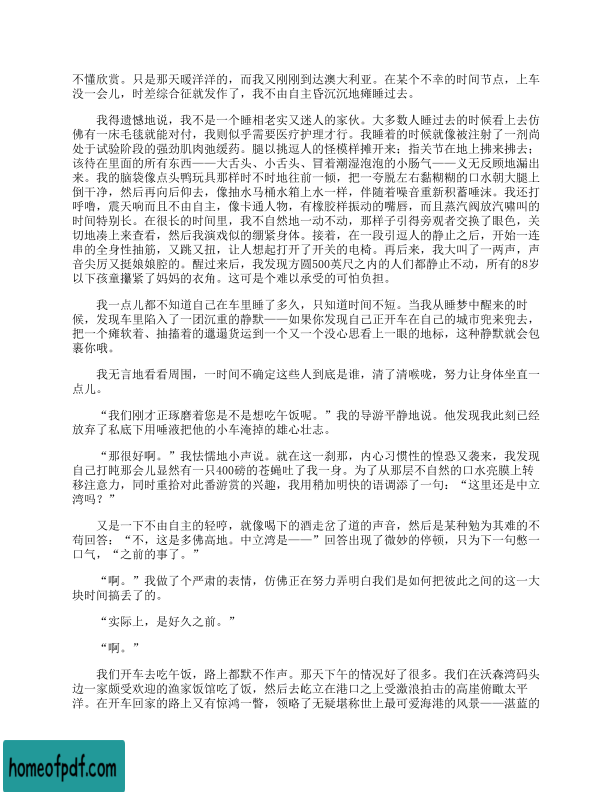 不懂欣赏。只是那天暖洋洋的，而我又刚刚到达澳大利亚。在某个不幸的时间节点，上车
没一会儿，时差综合征就发作了，我不由自主昏沉沉地瘫睡过去。
我得遗憾地说，我不是一个睡相老实又迷人的家伙。大多数人睡过去的时候看上去仿
佛有一床毛毯就能对付，我则似乎需要医疗护理才行。我睡着的时候就像被注射了一剂尚
处于试验阶段的强劲肌肉弛缓药。腿以挑逗人的怪模样摊开来；指关节在地上拂来拂去；
该待在里面的所有东西——大舌头、小舌头、冒着潮湿泡泡的小肠气——义无反顾地漏出
来。我的脑袋像点头鸭玩具那样时不时地往前一倾，把一夸脱左右黏糊糊的口水朝大腿上
倒干净，然后再向后仰去，像抽水马桶水箱上水一样，伴随着噪音重新积蓄唾沫。我还打
呼噜，震天响而且不由自主，像卡通人物，有橡胶样振动的嘴唇，而且蒸汽阀放汽啸叫的
时间特别长。在很长的时间里，我不自然地一动不动，那样子引得旁观者交换了眼色，关
切地凑上来查看，然后我演戏似的绷紧身体。接着，在一段引逗人的静止之后，开始一连
串的全身性抽筋，又跳又扭，让人想起打开了开关的电椅。再后来，我大叫了一两声，声
音尖厉又挺娘娘腔的。醒过来后，我发现方圆500英尺之内的人们都静止不动，所有的8岁
以下孩童攥紧了妈妈的衣角。这可是个难以承受的可怕负担。
我一点儿都不知道自己在车里睡了多久，只知道时间不短。当我从睡梦中醒来的时
候，发现车里陷入了一团沉重的静默——如果你发现自己正开车在自己的城市兜来兜去，
把一个瘫软着、抽搐着的邋遢货运到一个又一个没心思看上一眼的地标，这种静默就会包
裹你哦。
我无言地看看周围，一时间不确定这些人到底是谁，清了清喉咙，努力让身体坐直一
点儿。
“我们刚才正琢磨着您是不是想吃午饭呢。”我的导游平静地说。他发现我此刻已经
放弃了私底下用唾液把他的小车淹掉的雄心壮志。
“那很好啊。”我怯懦地小声说。就在这一刹那，内心习惯性的惶恐又袭来，我发现
自己打盹那会儿显然有一只400磅的苍蝇吐了我一身。为了从那层不自然的口水亮膜上转
移注意力，同时重拾对此番游赏的兴趣，我用稍加明快的语调添了一句：“这里还是中立
湾吗？”
又是一下不由自主的轻哼，就像喝下的酒走岔了道的声音，然后是某种勉为其难的不
苟回答：“不，这是多佛高地。中立湾是——”回答出现了微妙的停顿，只为下一句憋一
口气，“之前的事了。”
“啊。”我做了个严肃的表情，仿佛正在努力弄明白我们是如何把彼此之间的这一大
块时间搞丢了的。
“实际上，是好久之前。”
“啊。”
我们开车去吃午饭，路上都默不作声。那天下午的情况好了很多。我们在沃森湾码头
边一家颇受欢迎的渔家饭馆吃了饭，然后去屹立在港口之上受激浪拍击的高崖俯瞰太平
洋。在开车回家的路上又有惊鸿一瞥，领略了无疑堪称世上最可爱海港的风景——湛蓝的
homeofpdf.com